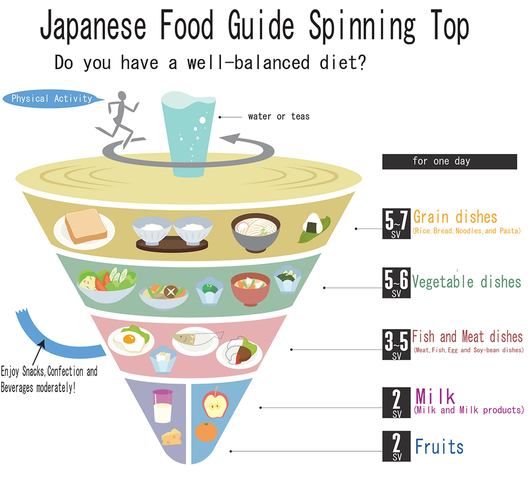 Japanese Food Guide Spinning Top
Do you have a well-balanced diet?
Physical Activity
water or teas
for one day
5~7
SV
Grain dishes
(Rice,Bread,Noodles,and Pasta)
5~6
SV
Vegetable dishes
3~5
SV
Fish and Meat dishes
(Meat,Fish,Egg and Soy-bean dishes)
Enjoy Snacks,Confection and
Beverages moderately!
2
SV
Milk
(Milk and Milk products)
2
SV
Fruits